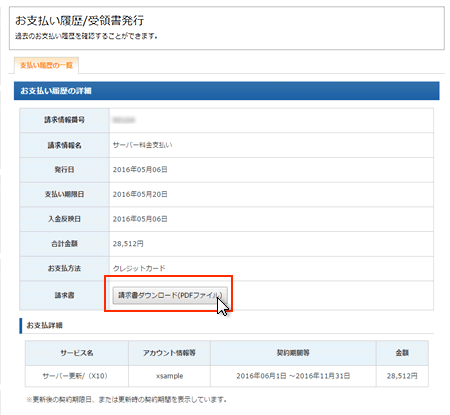 お支払い履歴/受領書発行
過去のお支払い履歴を確認することができます。
支払い履歴の一覧
お支払い履歴の詳細
請求情報番号
請求情報名 サーバー料金支払い
発行日 2016年05月06日
支払い期限日 2016年05月20日
入金反映日 2016年05月06日
合計金額 28,512円
お支払方法 クレジットカード
請求書 請求書ダウンロード(PDFファイル)
お支払詳細
サービス名 アカウント情報等 契約期間等 金額
サーバー更新/（X10） xsample 2016年06月1日 ～2016年11月31日 28,512円
※更新後の契約期限日、または更新時の契約期間を表示しています。